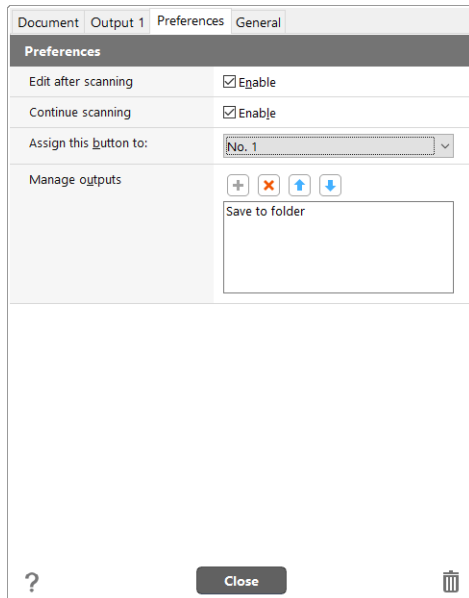 Document Output 1 Preferences General
Preferences
Edit after scanning Enable
Continue scanning Enable
Assign this button to: No. 1
Manage outputs
Save to folder
? Close